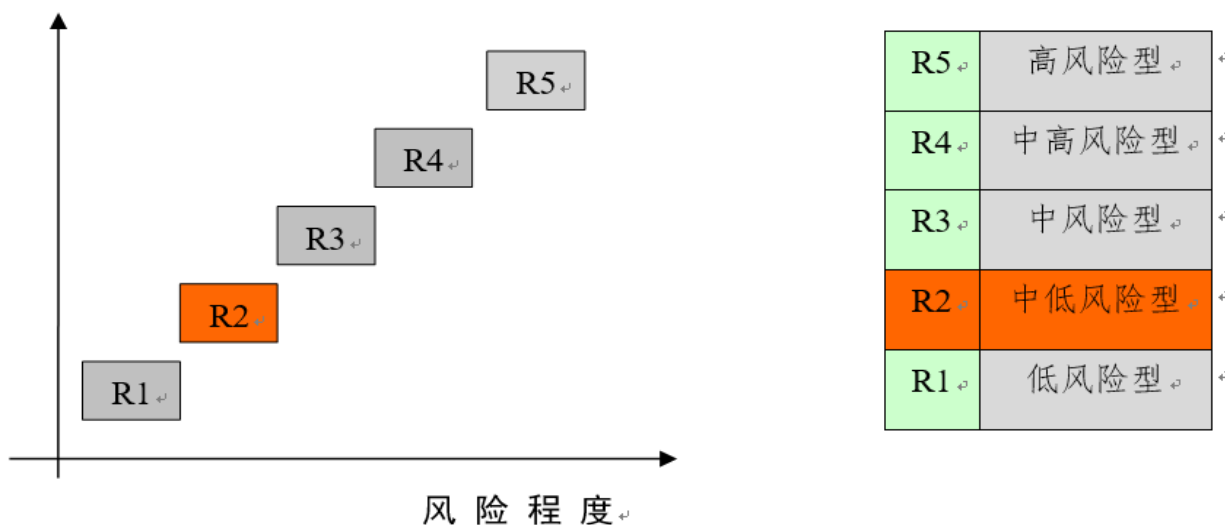 R5
R4
R3
R2
R1
风险程度
R5 高风险型
R4 中高风险型
R3 中风险型
R2 中低风险型
R1 低风险型